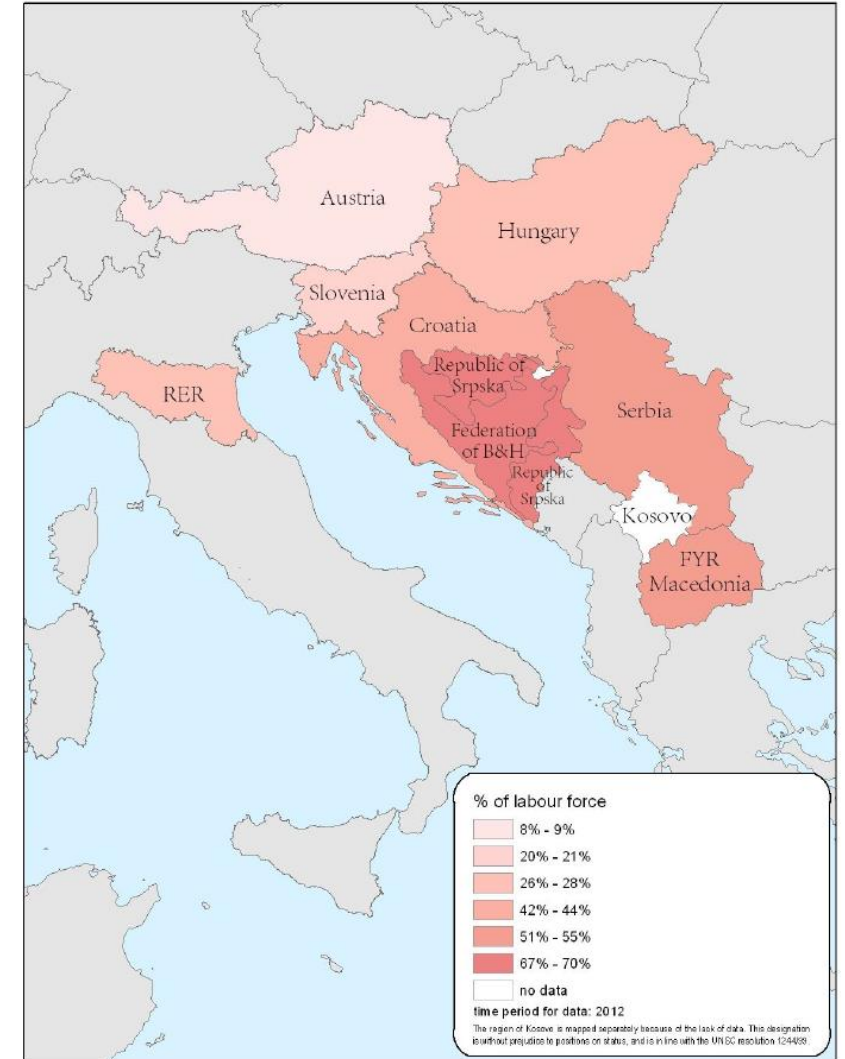 Austria
Hungary
Slovenia
Croatia
RER
Republic of
Srpska
Serbia
Federation
of B&H
Republic
of
Srpska
Kosovo
FYR
Macedonia
% of labour force
8% - 9%
20% - 21%
26% - 28%
42% - 44%
51% - 55%
67% - 70%
no data
time period for data: 2012
The region of Kosovo is mapped separately because of the lack of data. This designation
is without prejudice to positions on status, and is in line with the UNSC resolution 1244/99.